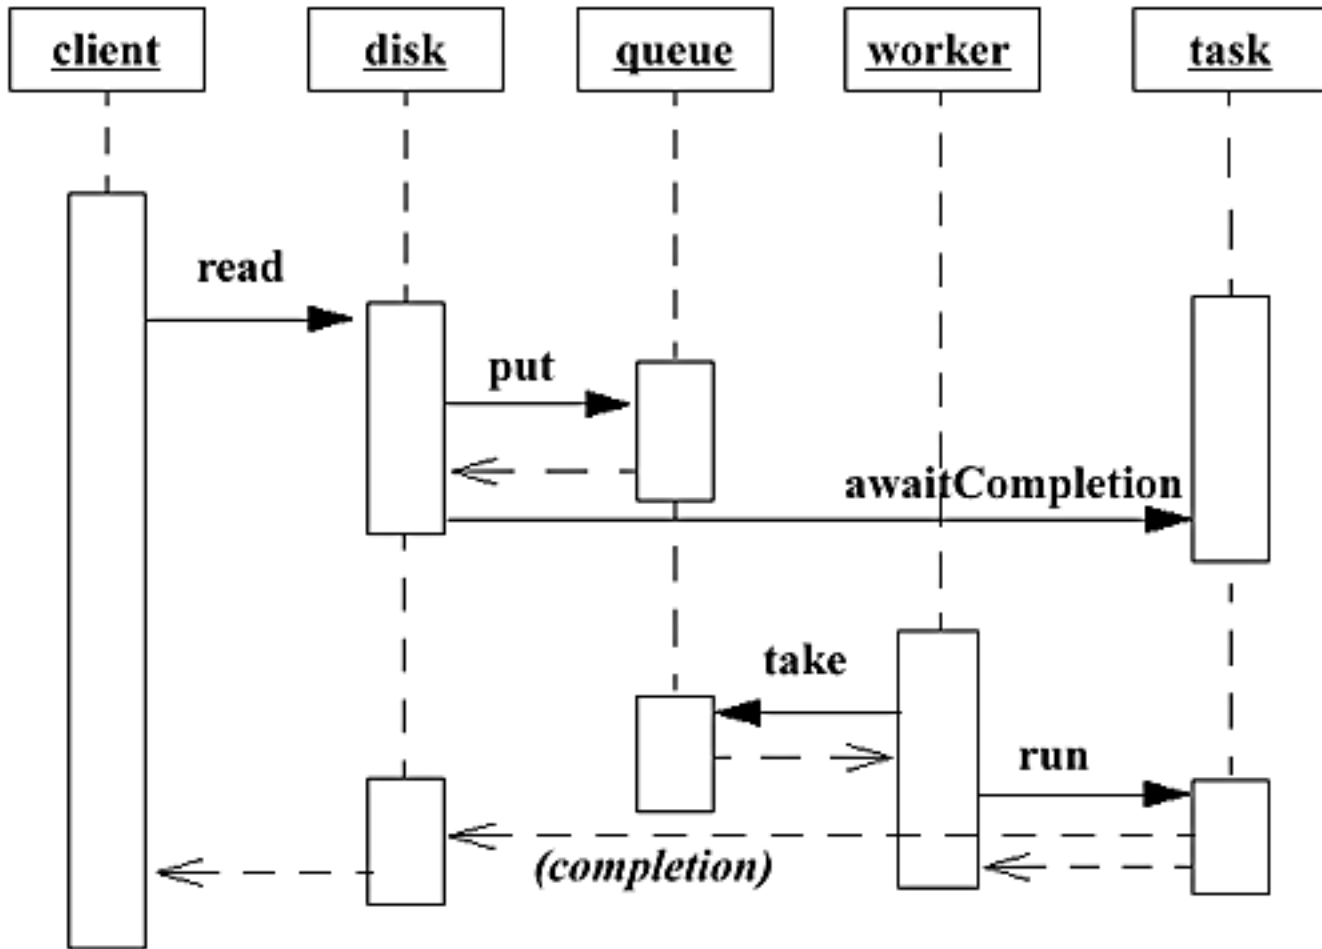 client
disk
queue
worker
task
read
put
awaitCompletion
take
run
(completion)